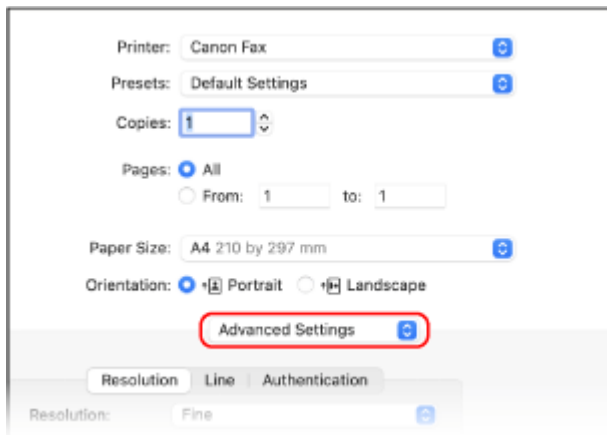 Printer: Canon Fax
Presets: Default Settings
Copies: 1
Pages: All
From: 1 to: 1
Paper Size: A4 210 by 297 mm
Orientation: Portrait Landscape
Advanced Settings
Resolution Line Authentication
Resolution: Fine